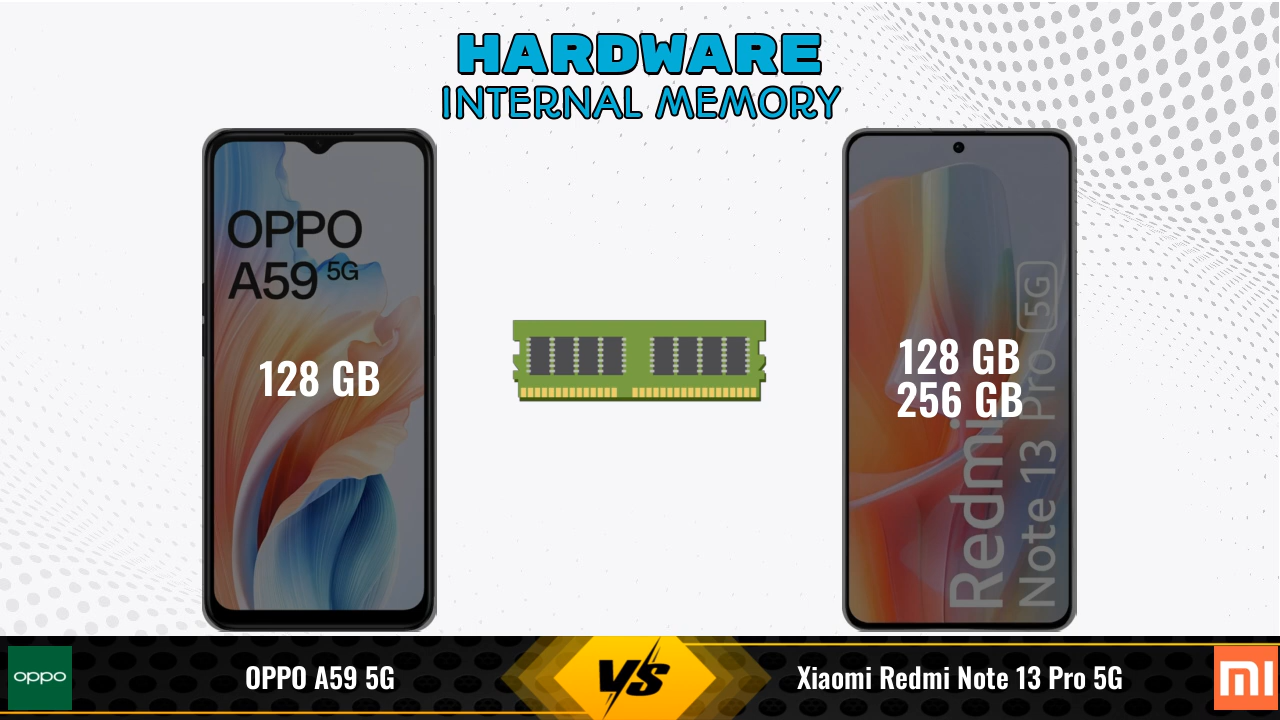 HARDWARE
INTERNAL MEMORY
OPPO
A59 5G
128 GB
128 GB
256 GB
Redmi
Note 13 Pro 5G
oppo
OPPO A59 5G
VS
Xiaomi Redmi Note 13 Pro 5G
mi